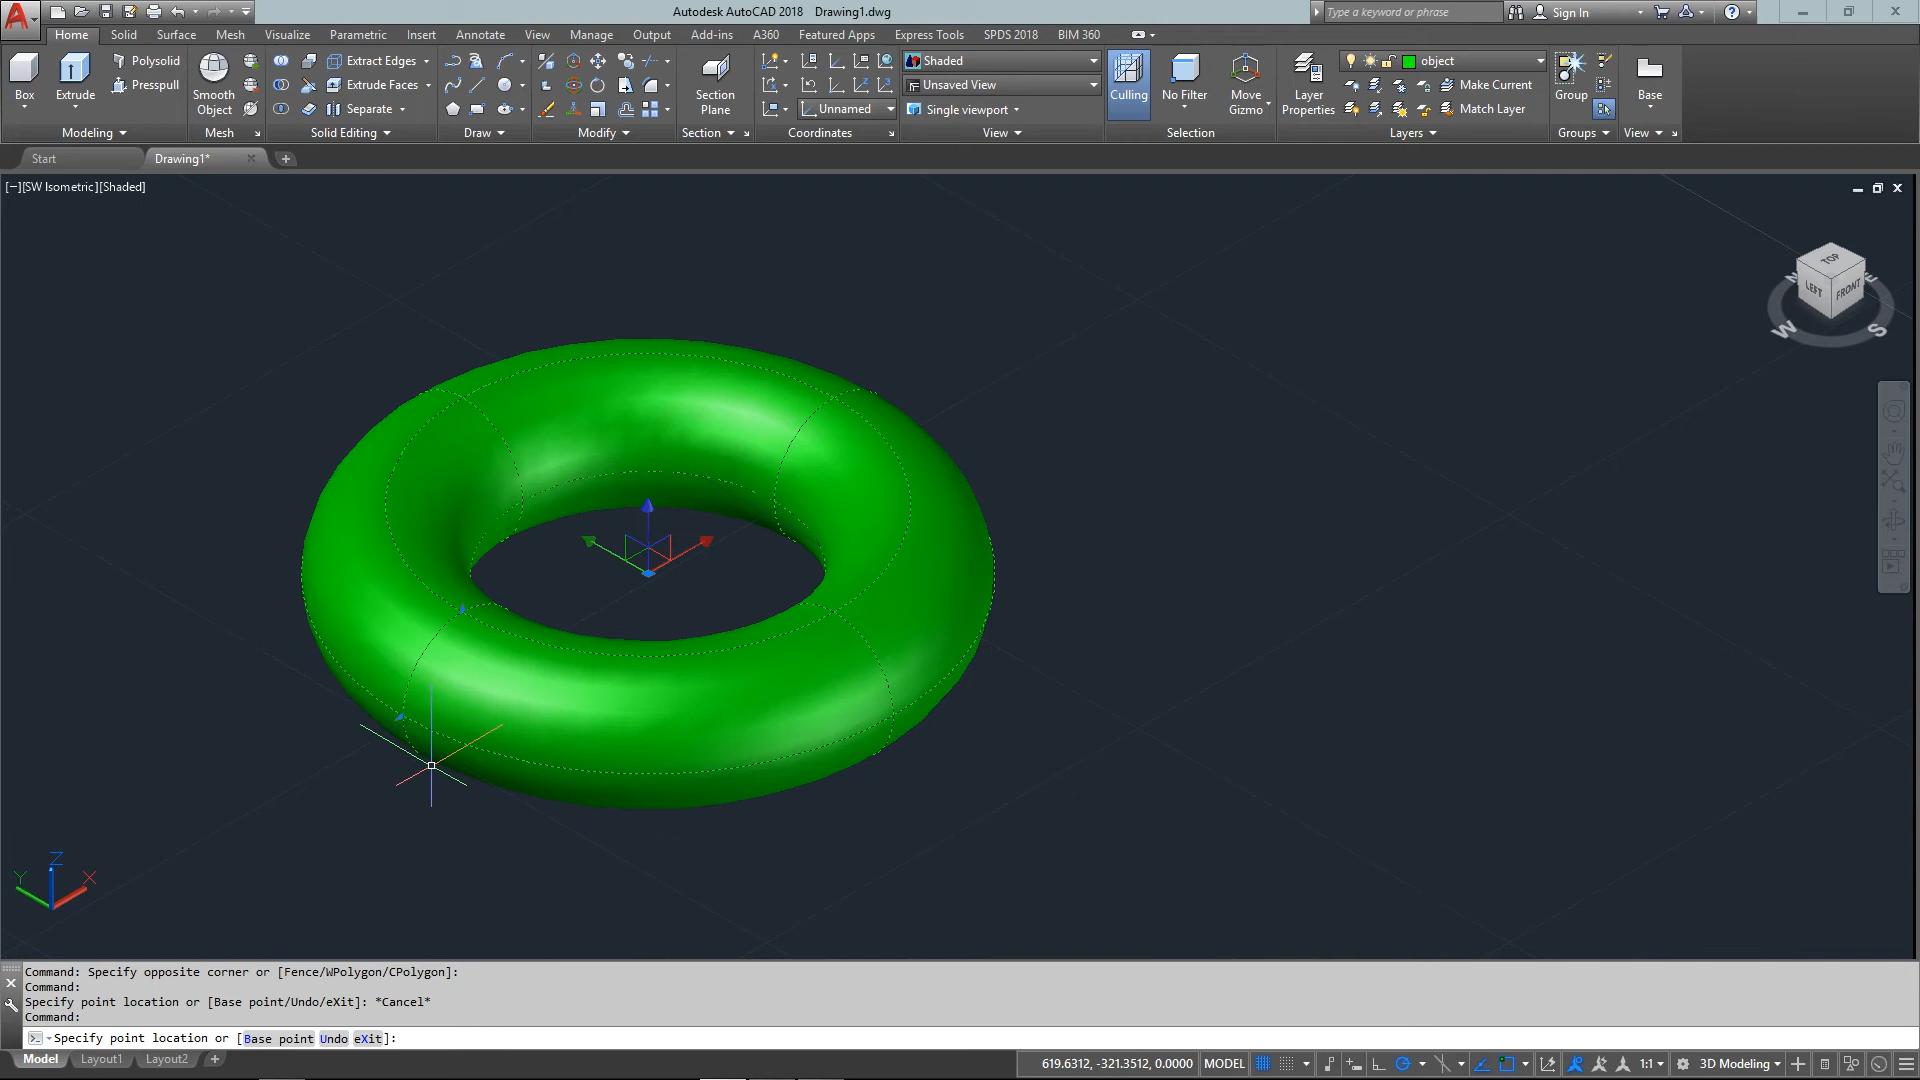 Autodesk AutoCAD 2018 Drawing1.dwg
Type a keyword or phrase
Sign In
Home Solid Surface Mesh Visualize Parametric Insert Annotate View Manage Output Add-ins A360 Featured Apps Express Tools SPDS 2018 BIM 360
Box
Extrude
Polysolid
Presspull
Modeling
Smooth Object
Mesh
Extract Edges
Extrude Faces
Separate
Solid Editing
Draw
Modify
Section Plane
Section
Unnamed
Coordinates
Shaded
Unsaved View
Single viewport
View
Culling
No Filter
Move Gizmo
Selection
Layer Properties
object
Make Current
Match Layer
Layers
Group
Groups
Base
View
Start Drawing1*
[−][SW Isometric][Shaded]
TOP
LEFT FRONT
N E
W S
Z
Y X
Command: Specify opposite corner or [Fence/WPolygon/CPolygon]:
Command:
Specify point location or [Base point/Undo/eXit]: *Cancel*
Command:
Specify point location or [Base point Undo eXit]:
Model Layout1 Layout2
619.6312, -321.3512, 0.0000 MODEL 1:1 3D Modeling